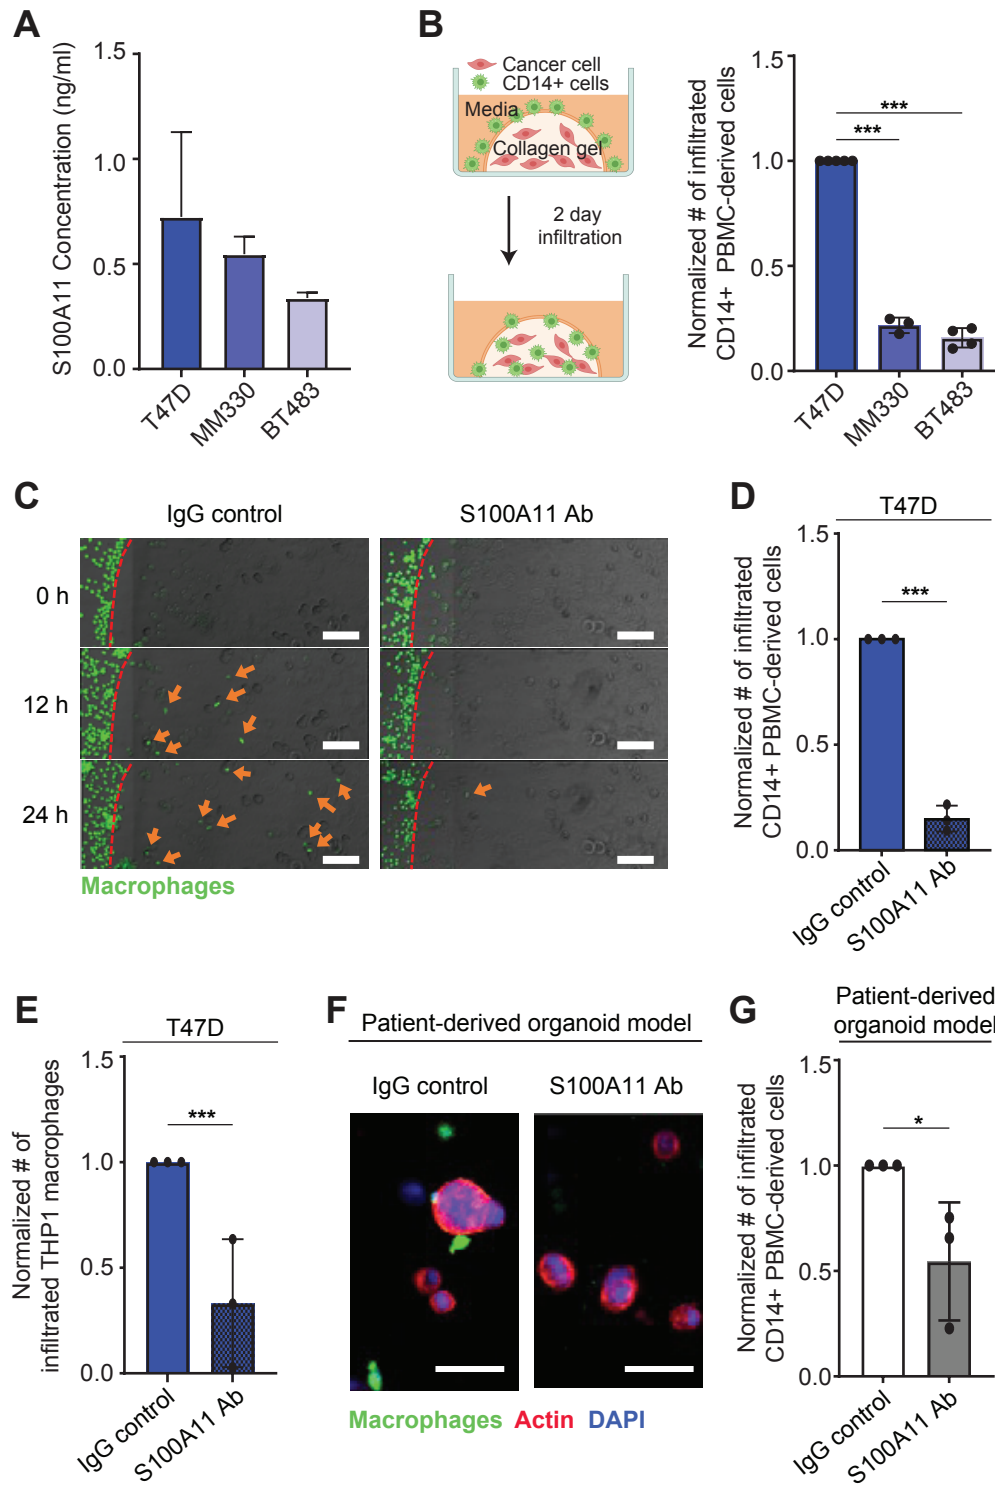 A
S100A11 Concentration (ng/ml)
1.5
1.0
0.5
0.0
T47D
MM330
BT483
B
Cancer cell
CD14+ cells
Media
Collagen gel
2 day
infiltration
Normalized # of infiltrated
CD14+ PBMC-derived cells
1.5
1.0
0.5
0.0
***
***
T47D
MM330
BT483
C
IgG control
S100A11 Ab
0 h
12 h
24 h
Macrophages
D
T47D
Normalized # of infiltrated
CD14+ PBMC-derived cells
1.5
1.0
0.5
0.0
***
IgG control
S100A11 Ab
E
T47D
Normalized # of
infiltrated THP1 macrophages
1.5
1.0
0.5
0.0
***
IgG control
S100A11 Ab
F
Patient-derived organoid model
IgG control
S100A11 Ab
Macrophages Actin DAPI
G
Patient-derived
organoid model
Normalized # of infiltrated
CD14+ PBMC-derived cells
1.5
1.0
0.5
0.0
*
IgG control
S100A11 Ab